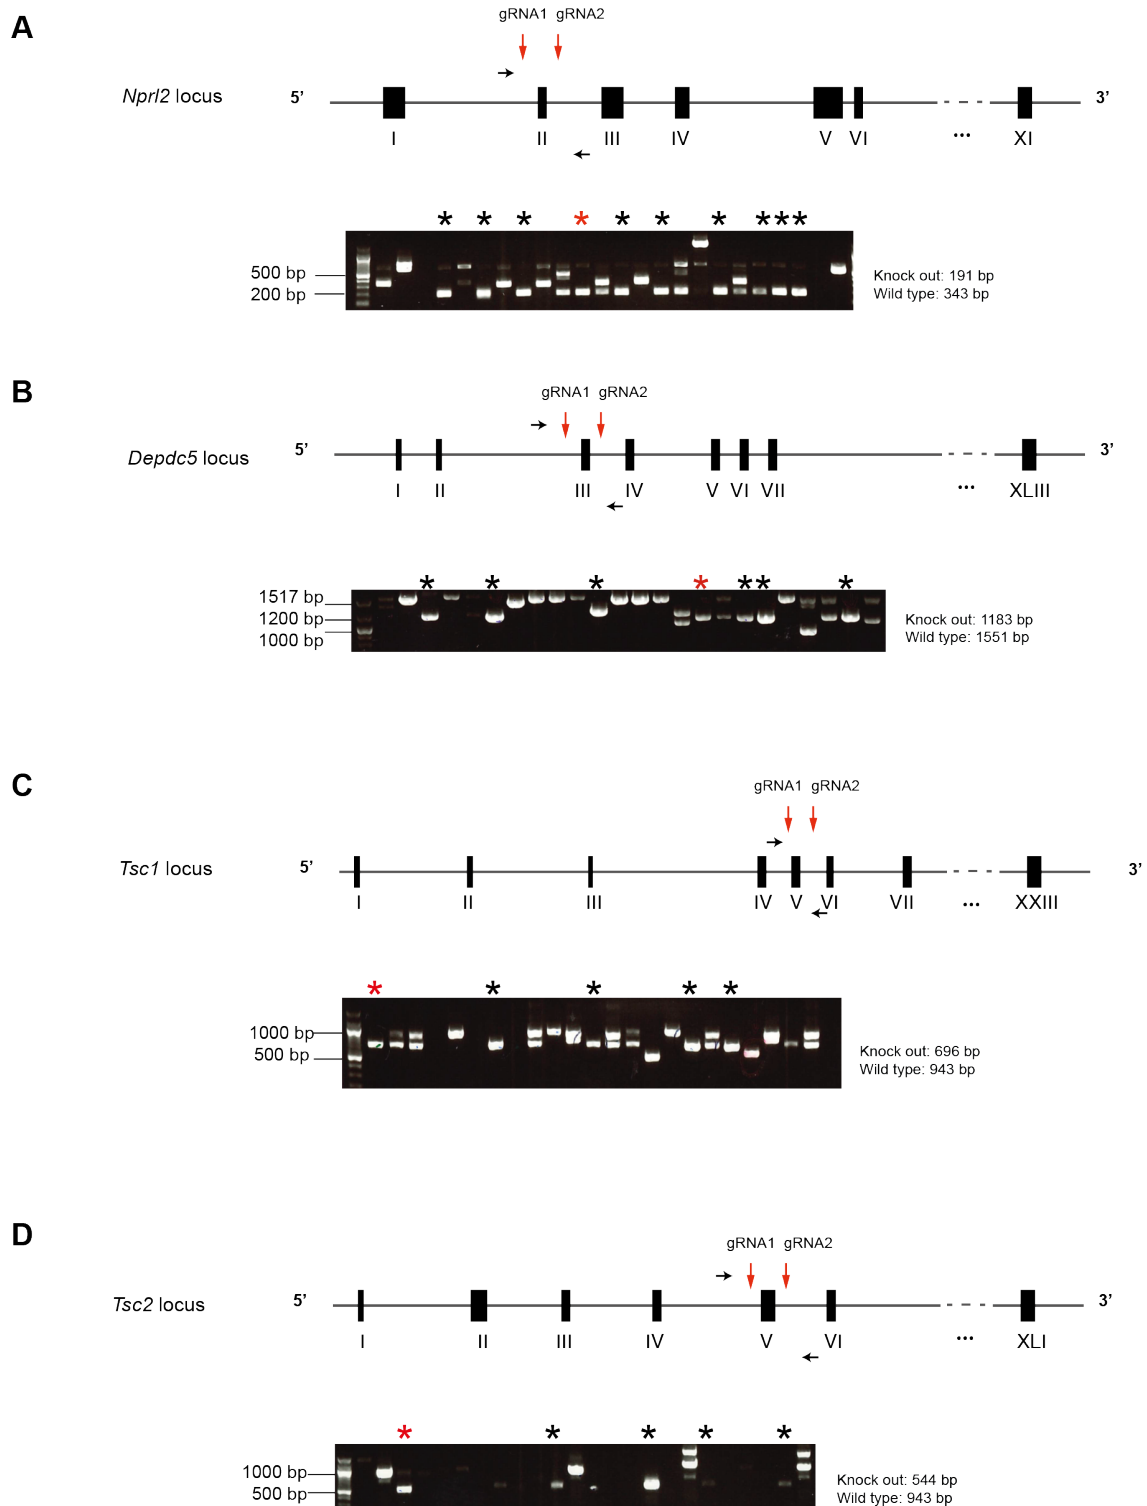 A
gRNA1 gRNA2
Nprl2 locus 5’ 3’
I II III IV V VI ... XI
* * * * * * * * * *
500 bp
200 bp
Knock out: 191 bp
Wild type: 343 bp
B
gRNA1 gRNA2
Depdc5 locus 5’ 3’
I II III IV V VI VII ... XLIII
* * * * * * *
1517 bp
1200 bp
1000 bp
Knock out: 1183 bp
Wild type: 1551 bp
C
gRNA1 gRNA2
Tsc1 locus 5’ 3’
I II III IV V VI VII ... XXIII
* * * * *
1000 bp
500 bp
Knock out: 696 bp
Wild type: 943 bp
D
gRNA1 gRNA2
Tsc2 locus 5’ 3’
I II III IV V VI ... XLI
* * * * *
1000 bp
500 bp
Knock out: 544 bp
Wild type: 943 bp